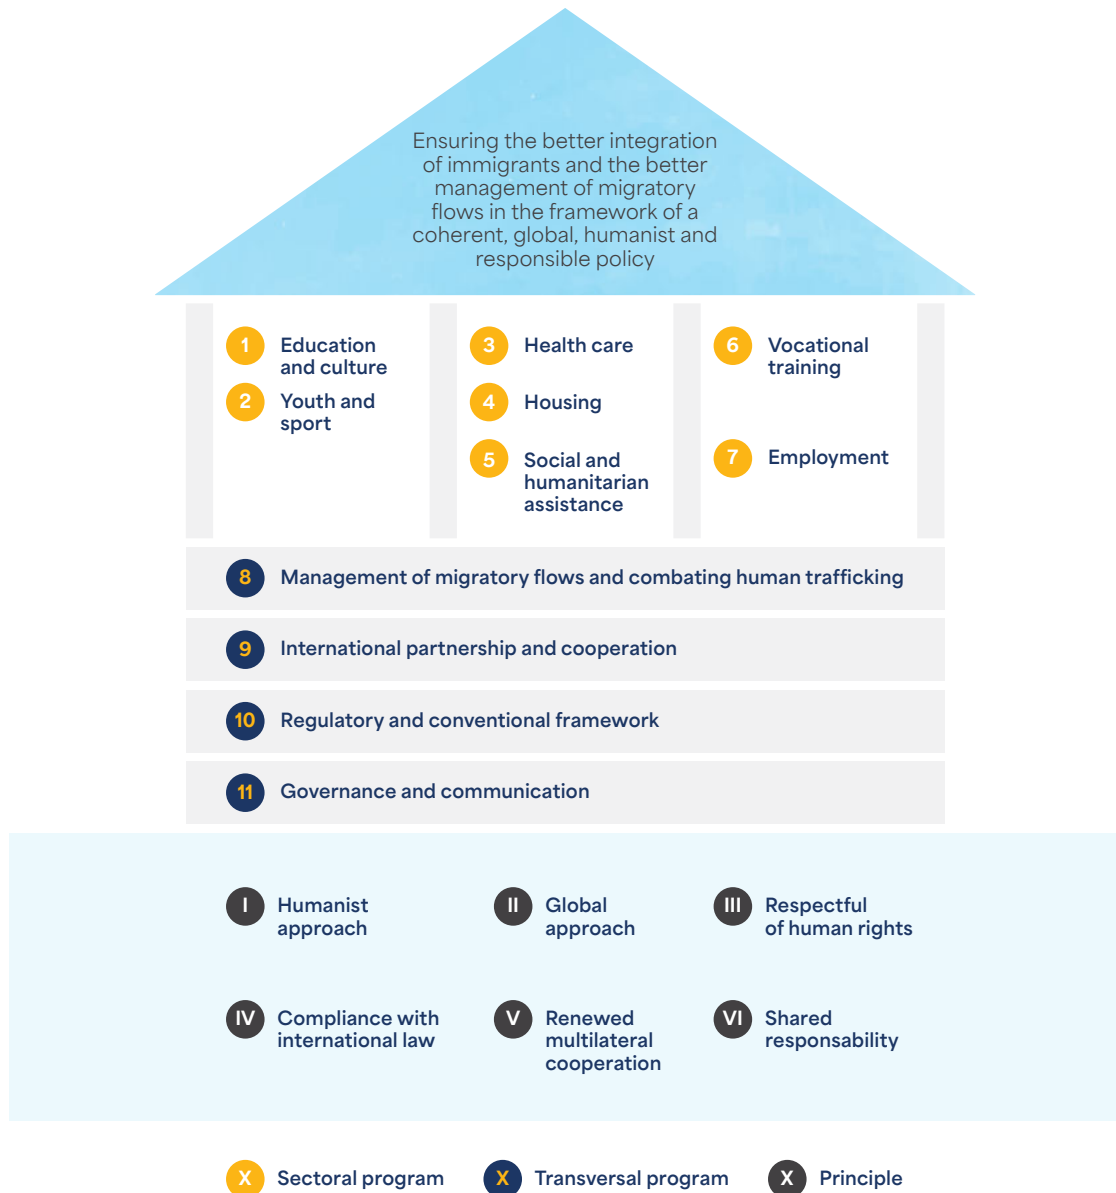 Ensuring the better integration
of immigrants and the better
management of migratory
flows in the framework of a
coherent, global, humanist and
responsible policy
1 Education
and culture
2 Youth and
sport
3 Health care
4 Housing
5 Social and
humanitarian
assistance
6 Vocational
training
7 Employment
8 Management of migratory flows and combating human trafficking
9 International partnership and cooperation
10 Regulatory and conventional framework
11 Governance and communication
I Humanist
approach
II Global
approach
III Respectful
of human rights
IV Compliance with
international law
V Renewed
multilateral
cooperation
VI Shared
responsability
X Sectoral program
X Transversal program
X Principle